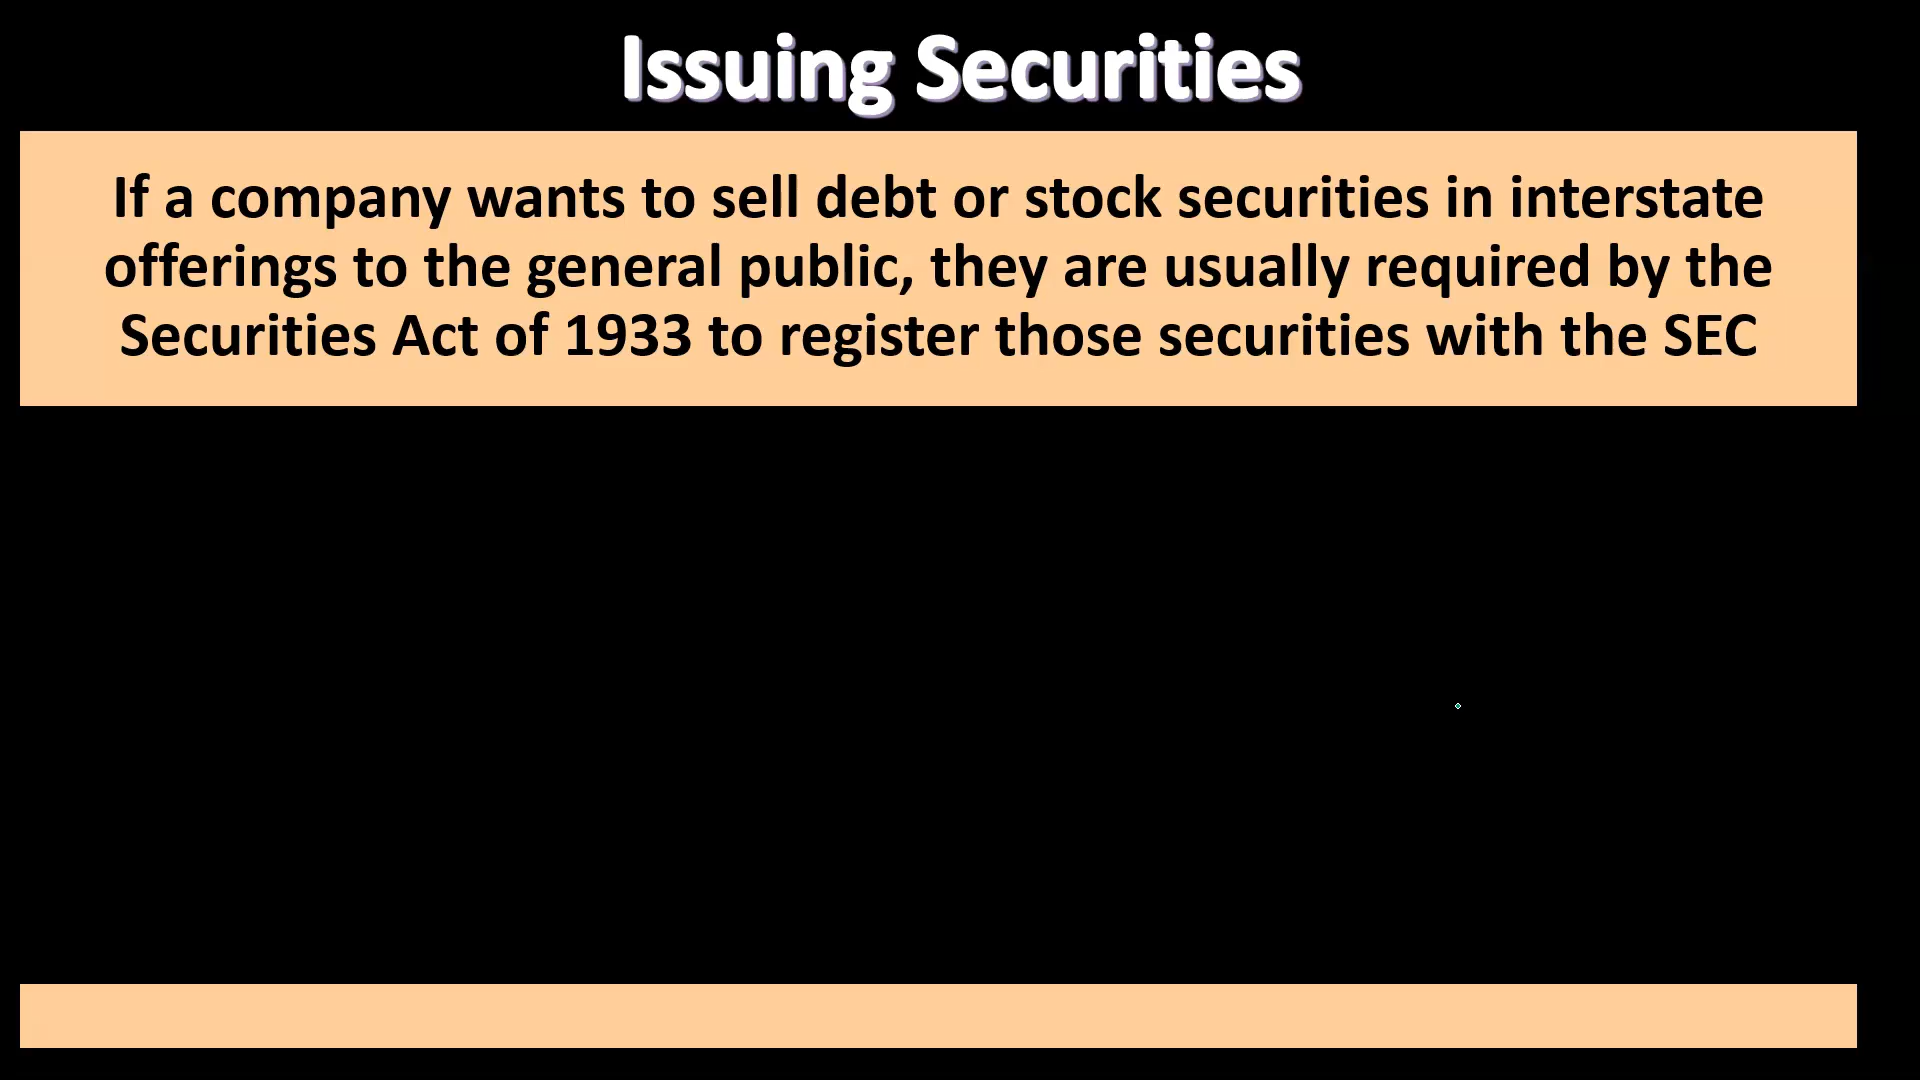 Issuing Securities
If a company wants to sell debt or stock securities in interstate
offerings to the general public, they are usually required by the
Securities Act of 1933 to register those securities with the SEC